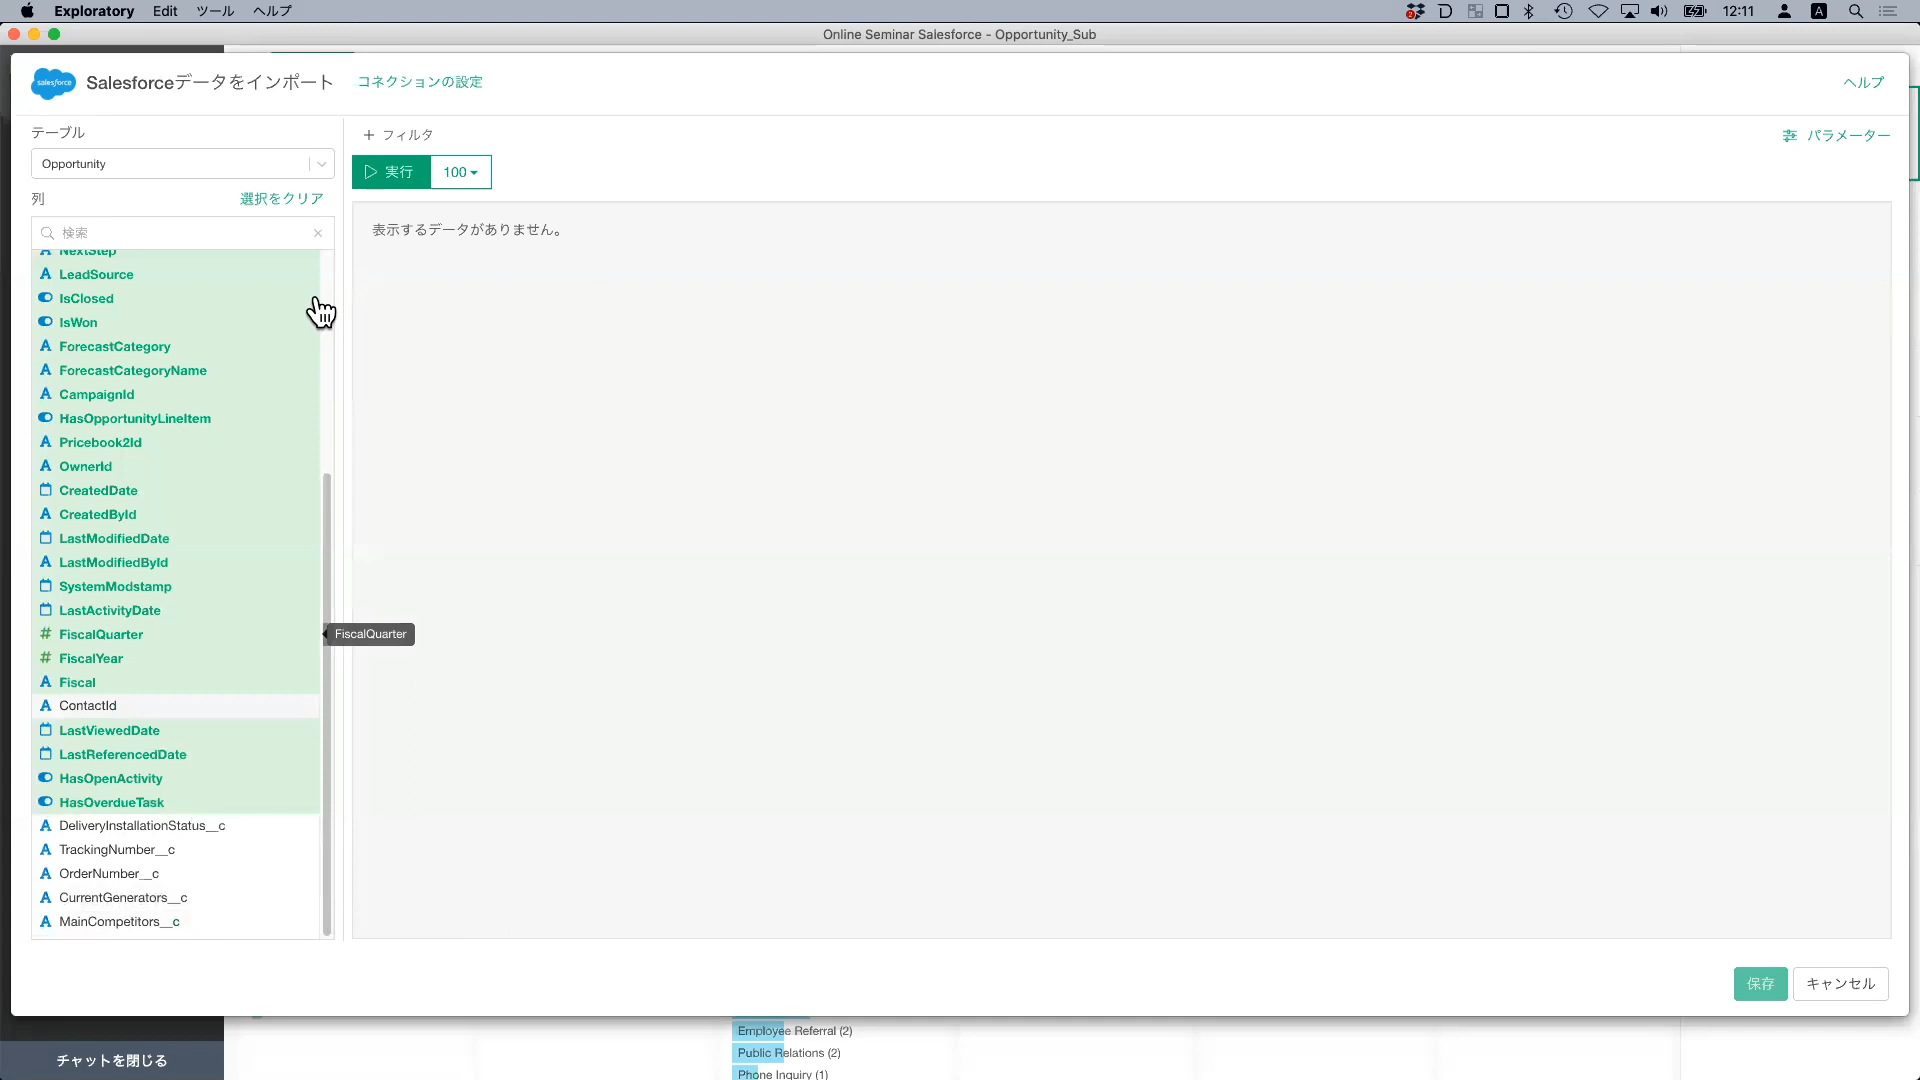 Exploratory Edit ツール ヘルプ 12:11
Online Seminar Salesforce - Opportunity_Sub
salesforce Salesforceデータをインポート コネクションの設定 ヘルプ
テーブル
Opportunity
列 選択をクリア
検索
NextStep
LeadSource
IsClosed
IsWon
ForecastCategory
ForecastCategoryName
CampaignId
HasOpportunityLineItem
Pricebook2Id
OwnerId
CreatedDate
CreatedById
LastModifiedDate
LastModifiedById
SystemModstamp
LastActivityDate
FiscalQuarter
FiscalYear
Fiscal
ContactId
LastViewedDate
LastReferencedDate
HasOpenActivity
HasOverdueTask
DeliveryInstallationStatus__c
TrackingNumber__c
OrderNumber__c
CurrentGenerators__c
MainCompetitors__c
FiscalQuarter
+ フィルタ パラメーター
実行 100
表示するデータがありません。
保存 キャンセル
Employee Referral (2)
Public Relations (2)
Phone Inquiry (1)
チャットを閉じる